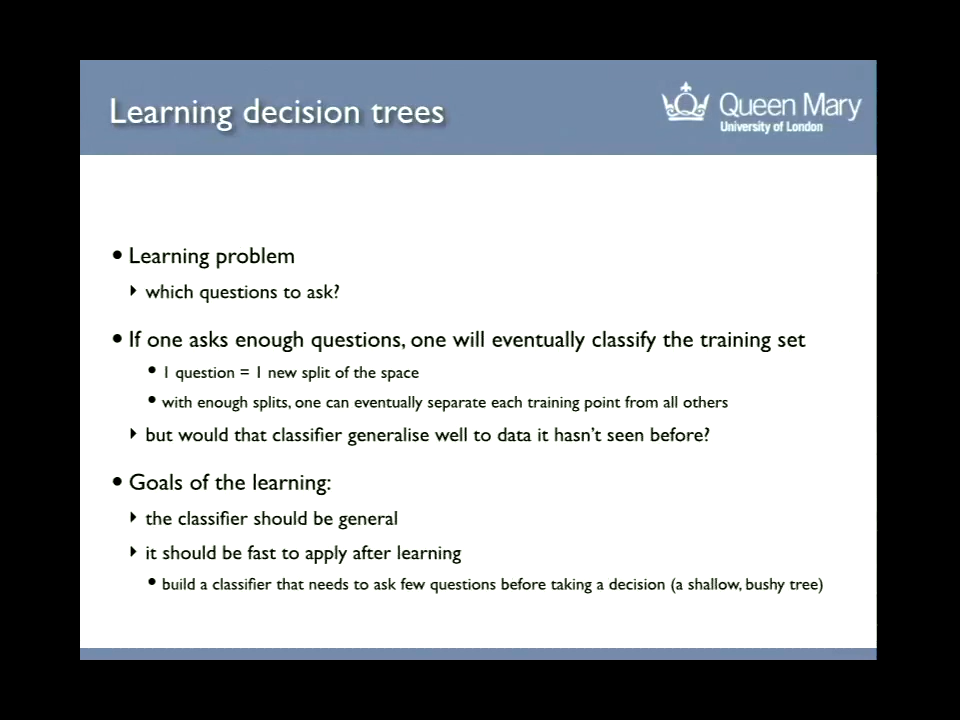 Learning decision trees
Queen Mary
University of London
• Learning problem
‣ which questions to ask?
• If one asks enough questions, one will eventually classify the training set
• 1 question = 1 new split of the space
• with enough splits, one can eventually separate each training point from all others
‣ but would that classifier generalise well to data it hasn't seen before?
• Goals of the learning:
‣ the classifier should be general
‣ it should be fast to apply after learning
• build a classifier that needs to ask few questions before taking a decision (a shallow, bushy tree)